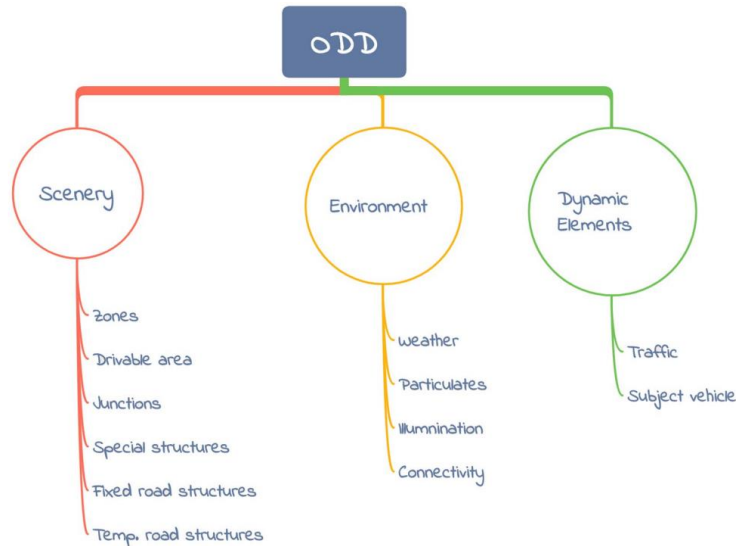 ODD
Scenery
Zones
Drivable area
Junctions
Special structures
Fixed road structures
Temp. road structures
Environment
Weather
Particulates
Illumnination
Connectivity
Dynamic
Elements
Traffic
Subject vehicle